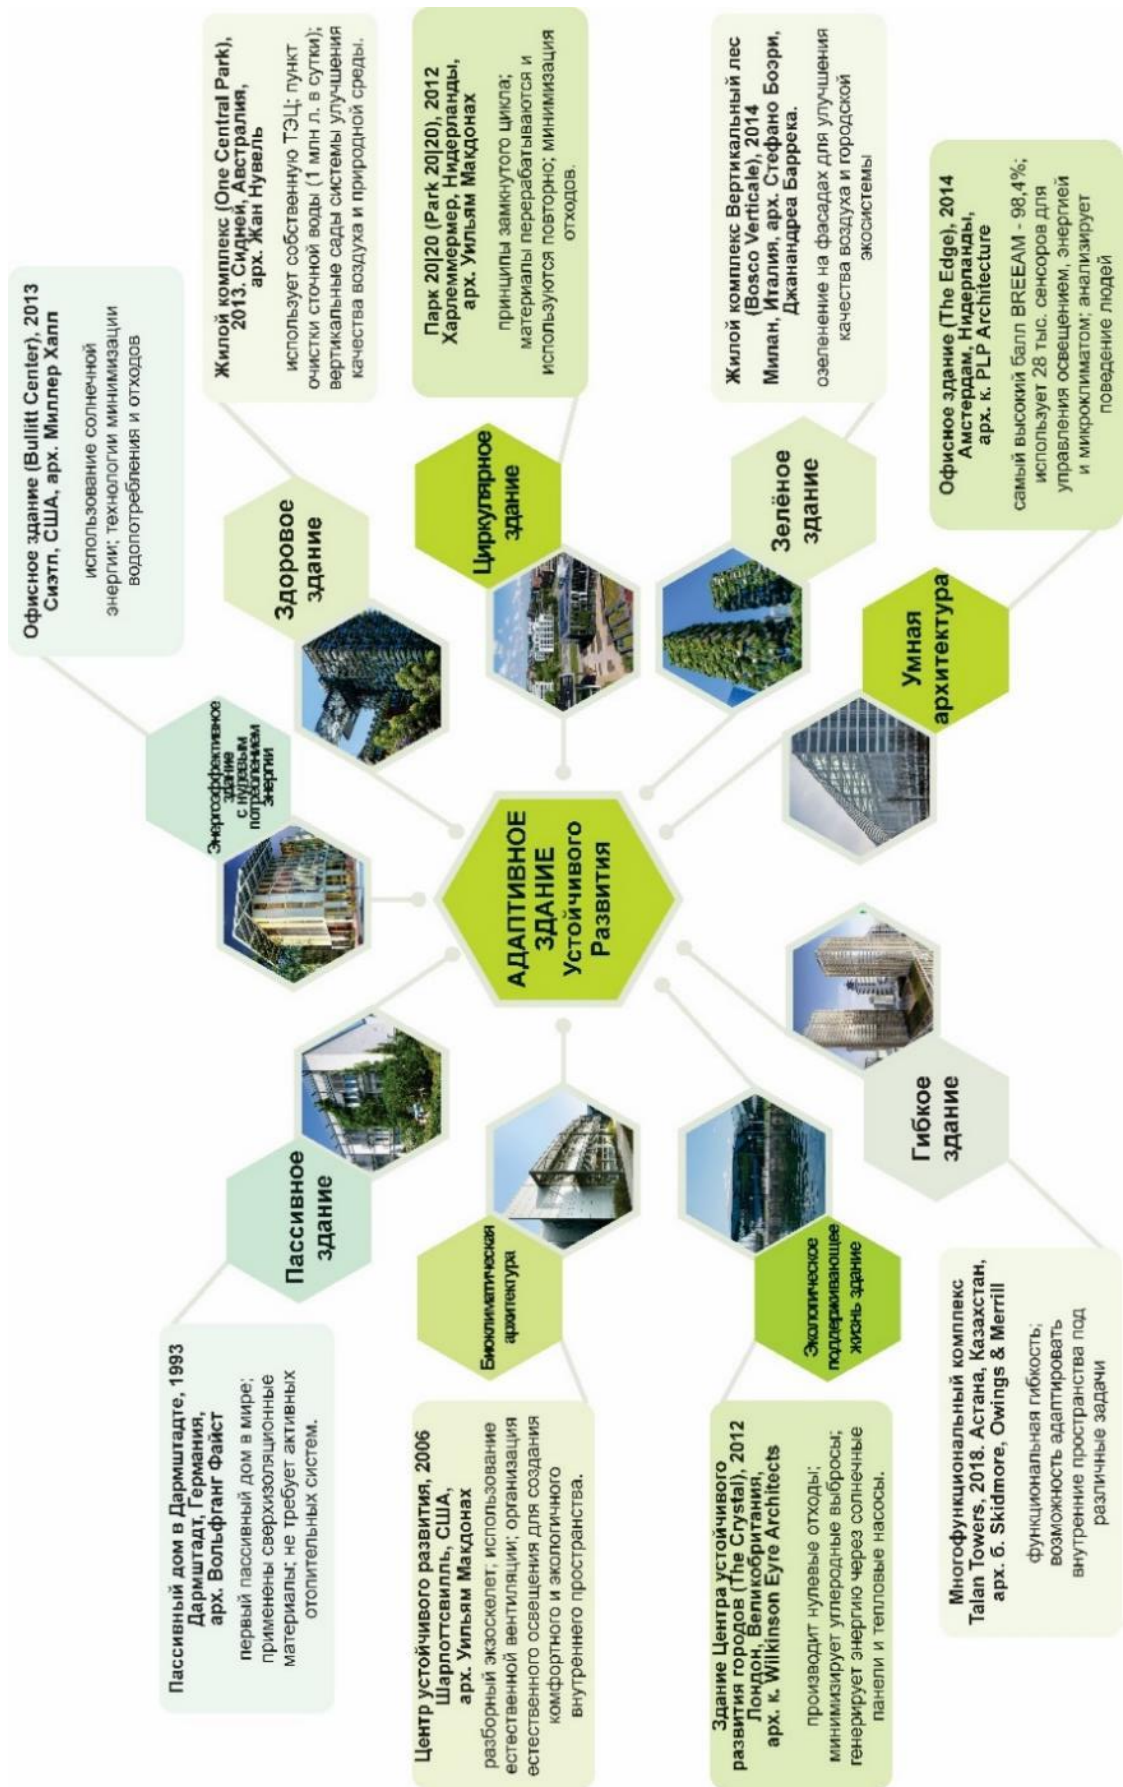 АДАПТИВНОЕ
ЗДАНИЕ
Устойчивого
Развития
Пассивное
здание
Пассивный дом в Дармштадте, 1993
Дармштадт, Германия,
арх. Вольфганг Файст
первый пассивный дом в мире;
применены сверхизоляционные
материалы; не требует активных
отопительных систем.
Энергоэффективное
здание
с нулевым
потреблением
энергии
Офисное здание (Bullitt Center), 2013
Сиэтл, США, арх. Миллер Халл
использование солнечной
энергии; технологии минимизации
водопотребления и отходов
Здоровое
здание
Жилой комплекс (One Central Park),
2013. Сидней, Австралия,
арх. Жан Нувель
использует собственную ТЭЦ; пункт
очистки сточной воды (1 млн л. в сутки);
вертикальные сады системы улучшения
качества воздуха и природной среды.
Биоклиматическая
архитектура
Центр устойчивого развития, 2006
Шарлоттсвилль, США,
арх. Уильям Макдонах
разборный экзоскелет; использование
естественной вентиляции; организация
естественного освещения для создания
комфортного и экологичного
внутреннего пространства.
Циркулярное
здание
Парк 20|20 (Park 20|20), 2012
Харлеммермер, Нидерланды,
арх. Уильям Макдонах
принципы замкнутого цикла;
материалы перерабатываются и
используются повторно; минимизация
отходов.
Экологическое
поддерживающее
жизнь здание
Здание Центра устойчивого
развития городов (The Crystal), 2012
Лондон, Великобритания,
арх. к. Wilkinson Eyre Architects
производит нулевые отходы;
минимизирует углеродные выбросы;
генерирует энергию через солнечные
панели и тепловые насосы.
Зелёное
здание
Жилой комплекс Вертикальный лес
(Bosco Verticale), 2014
Милан, Италия, арх. Стефано Боэри,
Джанандреа Баррека.
озеленение на фасадах для улучшения
качества воздуха и городской
экосистемы
Гибкое
здание
Многофункциональный комплекс
Talan Towers, 2018. Астана, Казахстан,
арх. б. Skidmore, Owings & Merrill
функциональная гибкость;
возможность адаптировать
внутренние пространства под
различные задачи
Умная
архитектура
Офисное здание (The Edge), 2014
Амстердам, Нидерланды,
арх. к. PLP Architecture
самый высокий балл BREEAM - 98,4%;
использует 28 тыс. сенсоров для
управления освещением, энергией
и микроклиматом; анализирует
поведение людей